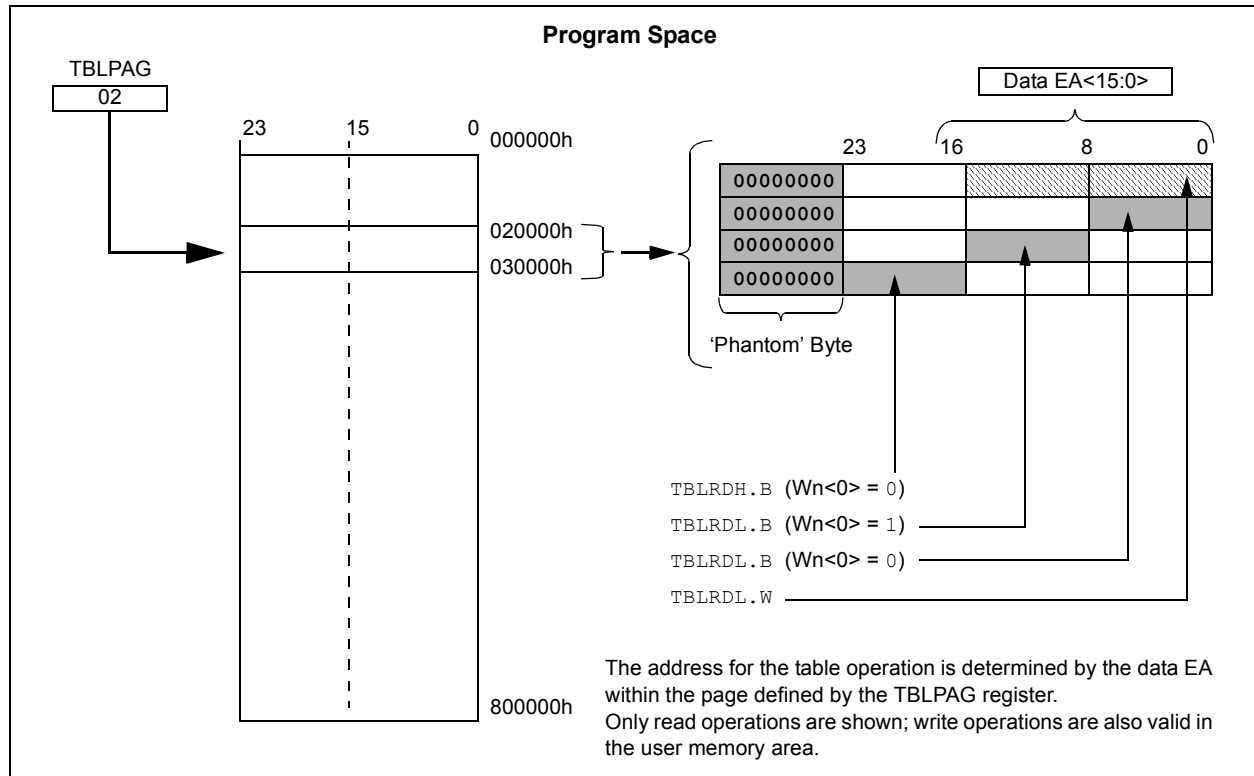 Program Space
TBLPAG
02
Data EA<15:0>
23 15 0
000000h
020000h
030000h
800000h
23 16 8 0
00000000
00000000
00000000
00000000
‘Phantom’ Byte
TBLRDH.B (Wn<0> = 0)
TBLRDL.B (Wn<0> = 1)
TBLRDL.B (Wn<0> = 0)
TBLRDL.W
The address for the table operation is determined by the data EA
within the page defined by the TBLPAG register.
Only read operations are shown; write operations are also valid in
the user memory area.